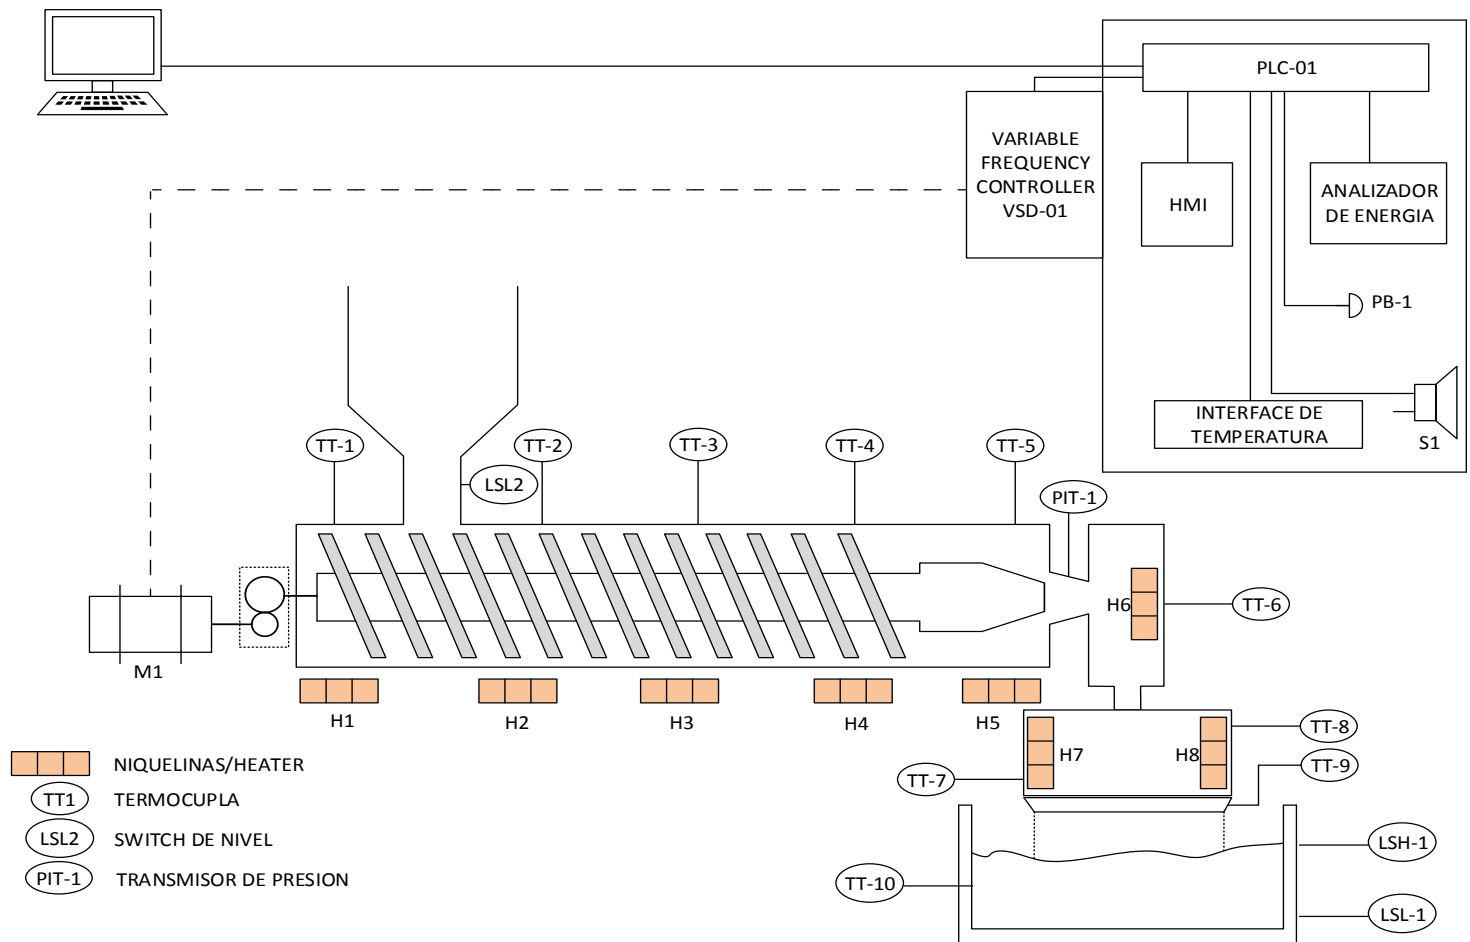 PLC-01
VARIABLE
FREQUENCY
CONTROLLER
VSD-01
HMI
ANALIZADOR
DE ENERGIA
PB-1
INTERFACE DE
TEMPERATURA
S1
TT-1
TT-2
TT-3
TT-4
TT-5
LSL2
PIT-1
H6
TT-6
M1
H1
H2
H3
H4
H5
H7
H8
TT-8
TT-9
TT-7
NIQUELINAS/HEATER
TT1
TERMOCUPLA
LSL2
SWITCH DE NIVEL
PIT-1
TRANSMISOR DE PRESION
LSH-1
TT-10
LSL-1